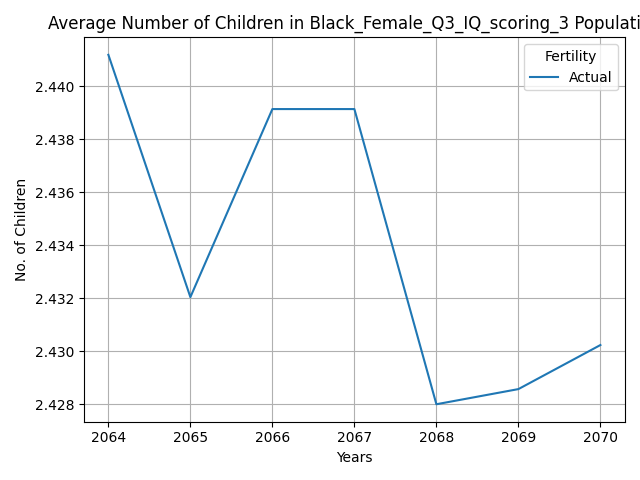 Average Number of Children in Black_Female_Q3_IQ_scoring_3 Populati
Fertility
Actual
2.440
2.438
2.436
2.434
2.432
2.430
2.428
No. of Children
2064 2065 2066 2067 2068 2069 2070
Years